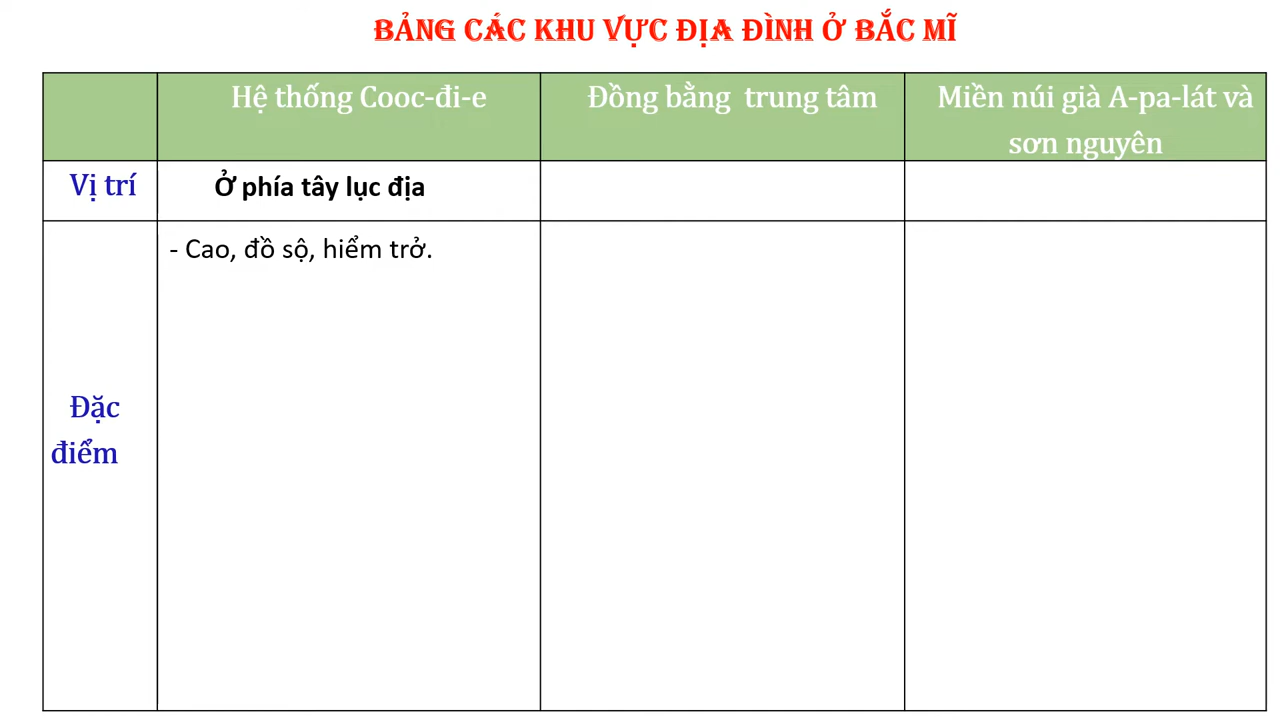 BẢNG CÁC KHU VỰC ĐỊA ĐÌNH Ở BẮC MĨ
Hệ thống Cooc-đi-e
Đồng bằng trung tâm
Miền núi già A-pa-lát và
sơn nguyên
Vị trí
Ở phía tây lục địa
- Cao, đồ sộ, hiểm trở.
Đặc
điểm